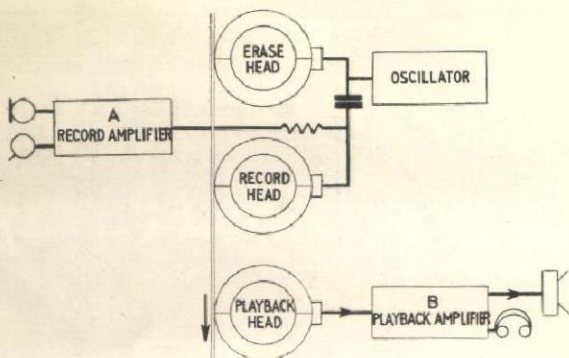 ERASE
HEAD
OSCILLATOR
A
RECORD AMPLIFIER
RECORD
HEAD
PLAYBACK
HEAD
B
PLAYBACK AMPLIFIER